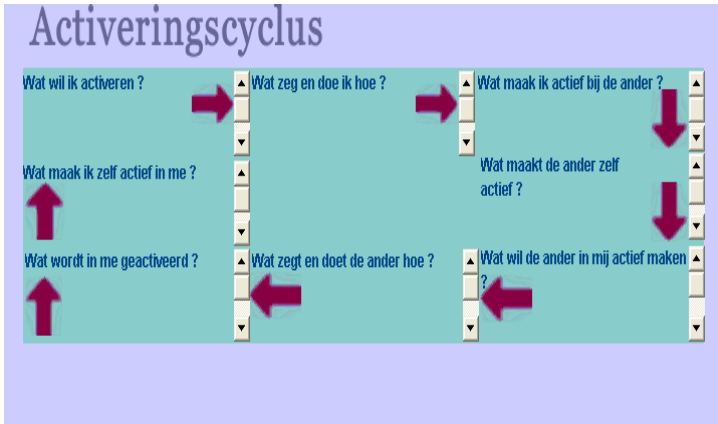 Activeringscyclus
Wat wil ik activeren ?
Wat zeg en doe ik hoe ?
Wat maak ik actief bij de ander ?
Wat maak ik zelf actief in me ?
Wat maakt de ander zelf
actief ?
Wat wordt in me geactiveerd ?
Wat zegt en doet de ander hoe ?
Wat wil de ander in mij actief maken
?